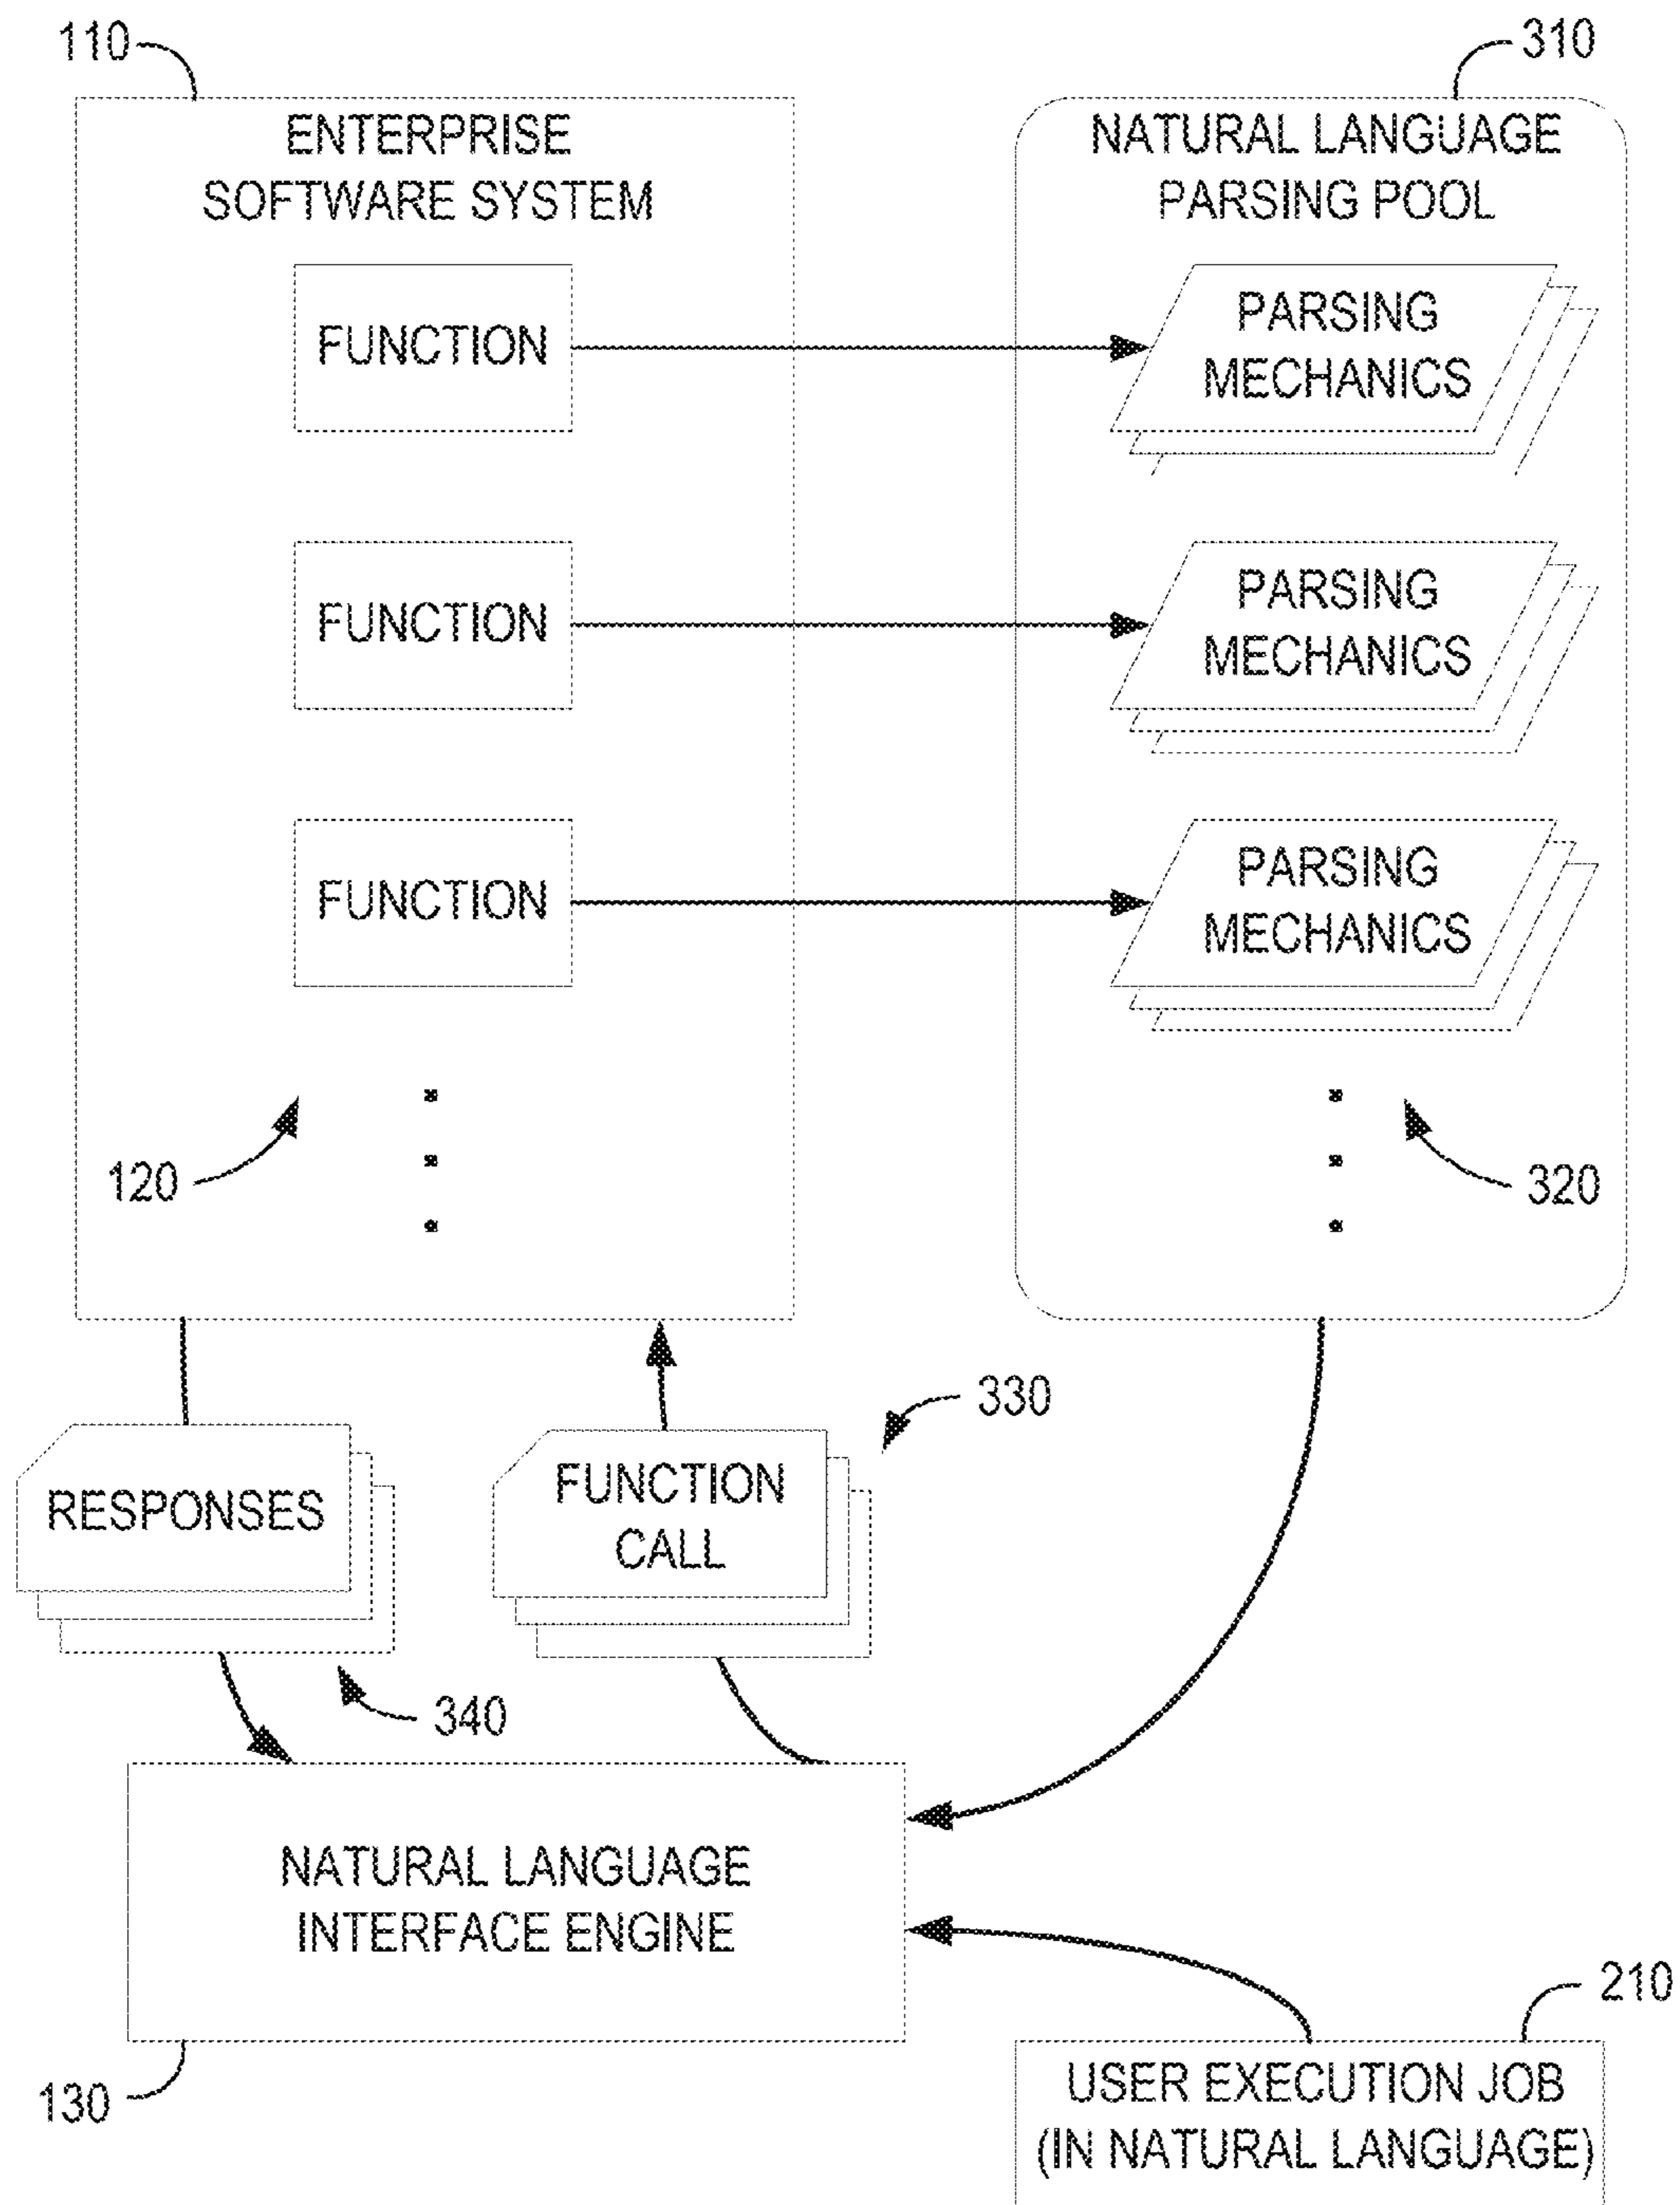 110
310
ENTERPRISE
SOFTWARE SYSTEM
NATURAL LANGUAGE
PARSING POOL
FUNCTION
PARSING
MECHANICS
FUNCTION
PARSING
MECHANICS
FUNCTION
PARSING
MECHANICS
120
320
330
RESPONSES
FUNCTION
CALL
340
NATURAL LANGUAGE
INTERFACE ENGINE
210
130
USER EXECUTION JOB
(IN NATURAL LANGUAGE)